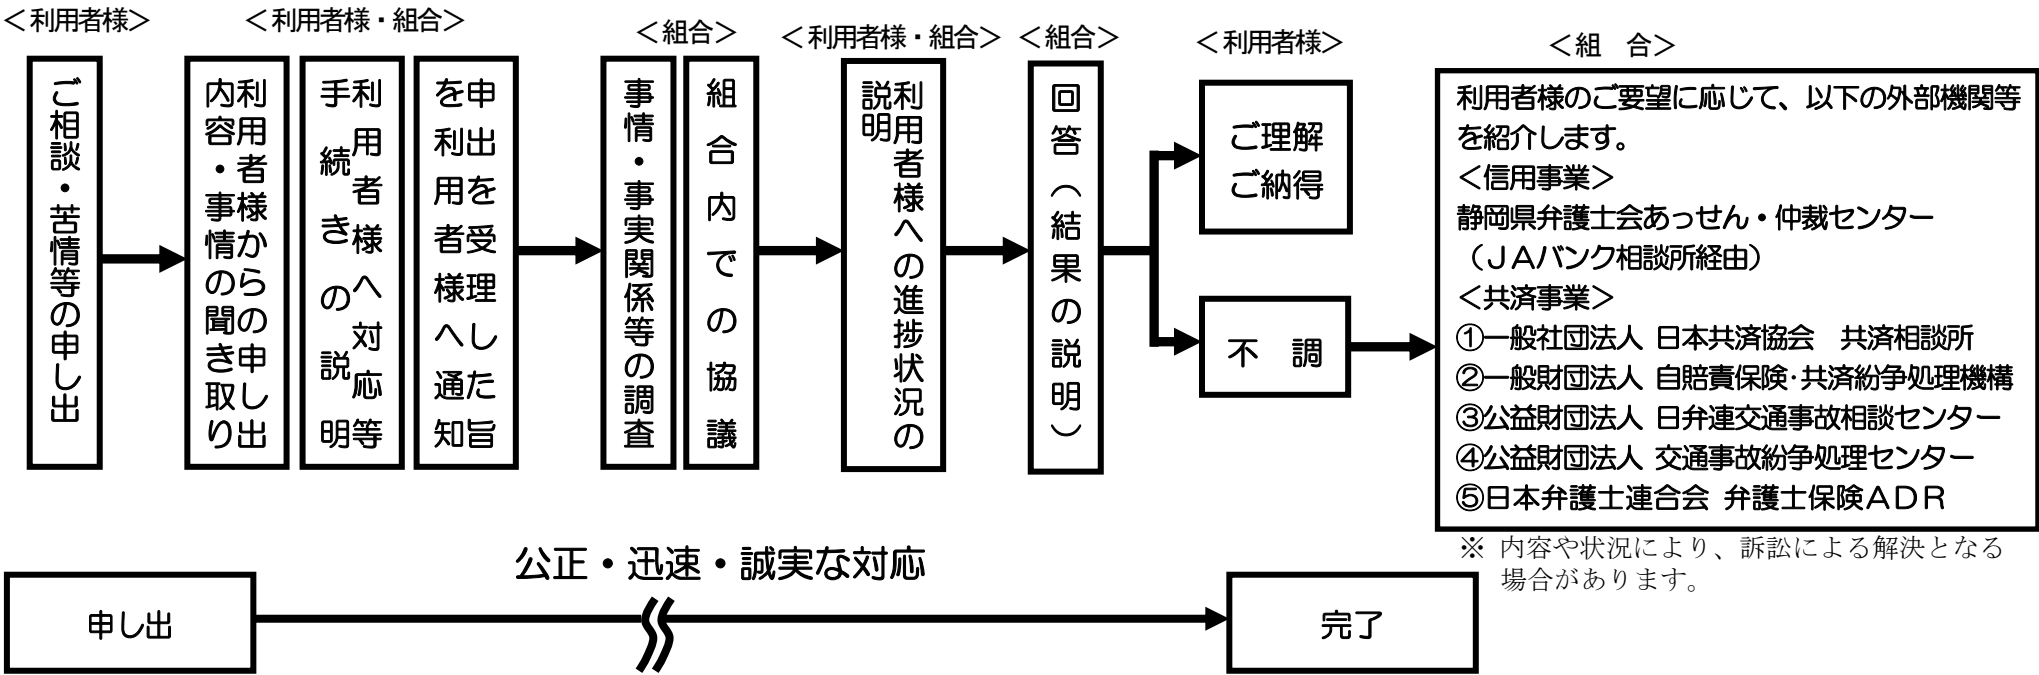 ＜利用者様＞
ご相談・苦情等の申し出
＜利用者様・組合＞
利用者様からの申し出
内容・事情の聞き取り
利用者様へ対応等
手続きの説明
申出を受理した旨
を利用者様へ通知
＜組合＞
事情・事実関係等の調査
組合内での協議
＜利用者様・組合＞
利用者様への進捗状況の
説明
＜組合＞
回答（結果の説明）
＜利用者様＞
ご理解
ご納得
不　調
＜組　合＞
利用者様のご要望に応じて、以下の外部機関等
を紹介します。
＜信用事業＞
静岡県弁護士会あっせん・仲裁センター
（ＪＡバンク相談所経由）
＜共済事業＞
①一般社団法人 日本共済協会　共済相談所
②一般財団法人 自賠責保険･共済紛争処理機構
③公益財団法人 日弁連交通事故相談センター
④公益財団法人 交通事故紛争処理センター
⑤日本弁護士連合会 弁護士保険ＡＤＲ
※ 内容や状況により、訴訟による解決となる
場合があります。
公正・迅速・誠実な対応
申し出
完了